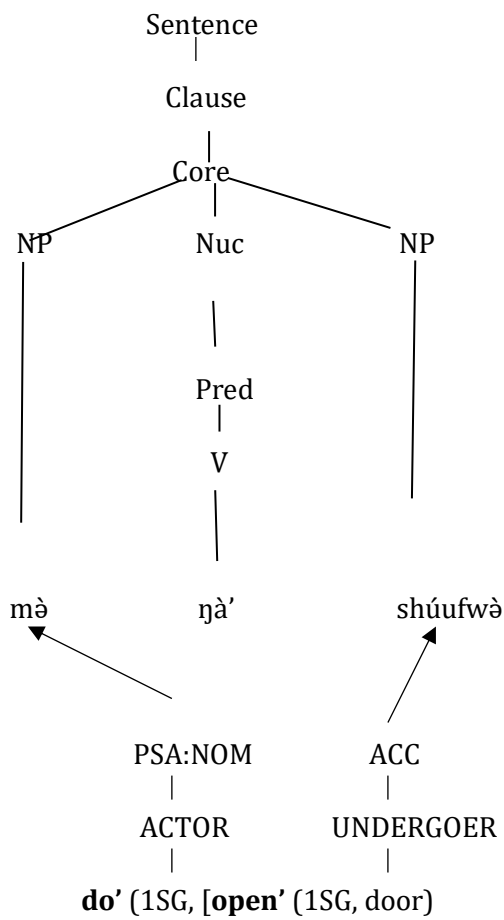 Sentence
Clause
Core
NP Nuc NP
Pred
V
mə̀ ŋà’ shúufwə̀
PSA:NOM ACC
ACTOR UNDERGOER
do’ (1SG, [open’ (1SG, door)